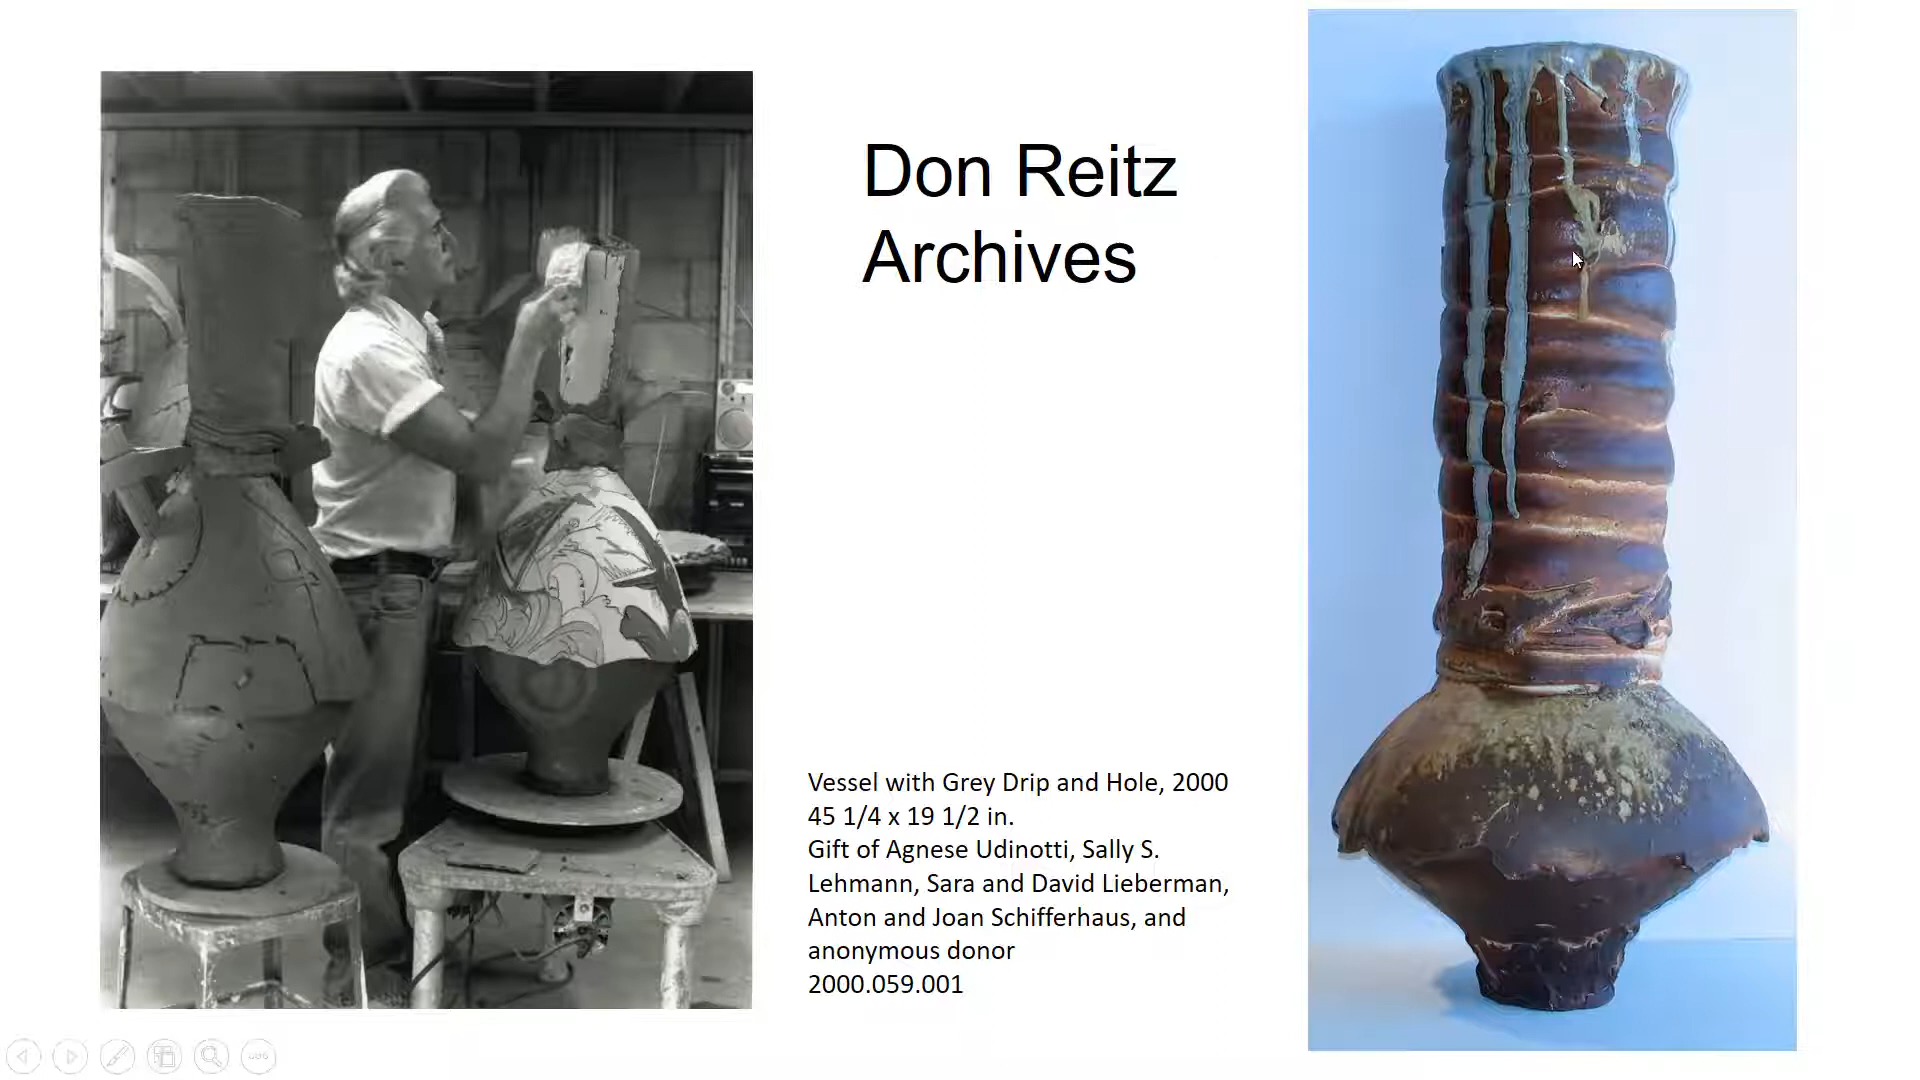 Don Reitz
Archives
Vessel with Grey Drip and Hole, 2000
45 1/4 x 19 1/2 in.
Gift of Agnese Udinotti, Sally S.
Lehmann, Sara and David Lieberman,
Anton and Joan Schifferhaus, and
anonymous donor
2000.059.001